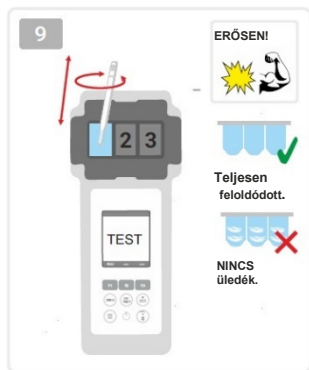 9
ERŐSEN!
2 3
Teljesen
feloldódott.
TEST
NINCS
üledék.